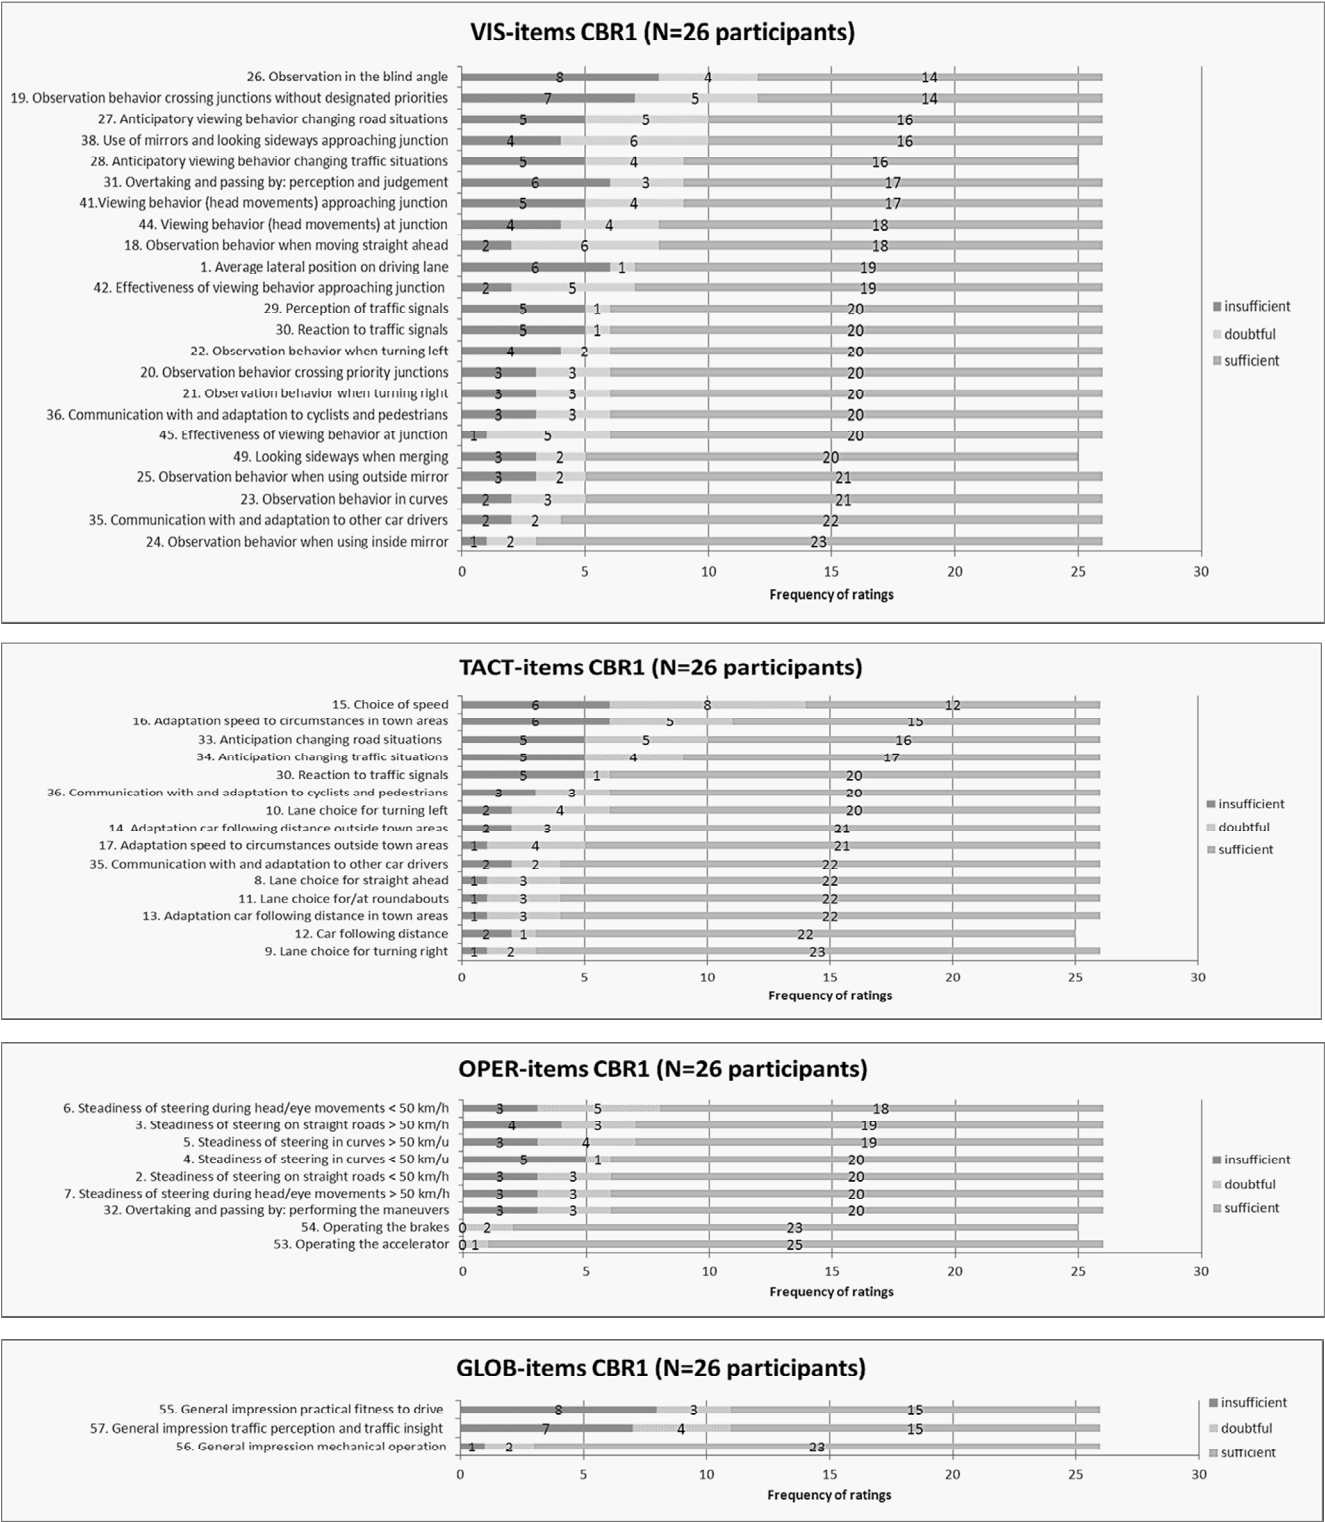 VIS-items CBR1 (N=26 participants)
26. Observation in the blind angle 8 4 14
19. Observation behavior crossing junctions without designated priorities 7 5 14
27. Anticipatory viewing behavior changing road situations 5 5 16
38. Use of mirrors and looking sideways approaching junction 4 6 16
28. Anticipatory viewing behavior changing traffic situations 5 4 16
31. Overtaking and passing by: perception and judgement 6 3 17
41.Viewing behavior (head movements) approaching junction 5 4 17
44. Viewing behavior (head movements) at junction 4 4 18
18. Observation behavior when moving straight ahead 2 6 18
1. Average lateral position on driving lane 6 1 19
42. Effectiveness of viewing behavior approaching junction 2 5 19
29. Perception of traffic signals 5 1 20
30. Reaction to traffic signals 5 1 20
22. Observation behavior when turning left 4 2 20
20. Observation behavior crossing priority junctions 3 3 20
21. Observation behavior when turning right 3 3 20
36. Communication with and adaptation to cyclists and pedestrians 3 3 20
45. Effectiveness of viewing behavior at junction 1 5 20
49. Looking sideways when merging 3 2 20
25. Observation behavior when using outside mirror 3 2 21
23. Observation behavior in curves 2 3 21
35. Communication with and adaptation to other car drivers 2 2 22
24. Observation behavior when using inside mirror 1 2 23
0 5 10 15 20 25 30
Frequency of ratings
insufficient
doubtful
sufficient
TACT-items CBR1 (N=26 participants)
15. Choice of speed 6 8 12
16. Adaptation speed to circumstances in town areas 6 5 15
33. Anticipation changing road situations 5 5 16
34. Anticipation changing traffic situations 5 4 17
30. Reaction to traffic signals 5 1 20
36. Communication with and adaptation to cyclists and pedestrians 3 3 20
10. Lane choice for turning left 2 4 20
14. Adaptation car following distance outside town areas 2 3 21
17. Adaptation speed to circumstances outside town areas 1 4 21
35. Communication with and adaptation to other car drivers 2 2 22
8. Lane choice for straight ahead 1 3 22
11. Lane choice for/at roundabouts 1 3 22
13. Adaptation car following distance in town areas 1 3 22
12. Car following distance 2 1 22
9. Lane choice for turning right 1 2 23
0 5 10 15 20 25 30
Frequency of ratings
insufficient
doubtful
sufficient
OPER-items CBR1 (N=26 participants)
6. Steadiness of steering during head/eye movements < 50 km/h 3 5 18
3. Steadiness of steering on straight roads > 50 km/h 4 3 19
5. Steadiness of steering in curves > 50 km/u 3 4 19
4. Steadiness of steering in curves < 50 km/u 5 1 20
2. Steadiness of steering on straight roads < 50 km/h 3 3 20
7. Steadiness of steering during head/eye movements > 50 km/h 3 3 20
32. Overtaking and passing by: performing the maneuvers 3 3 20
54. Operating the brakes 0 2 23
53. Operating the accelerator 0 1 25
0 5 10 15 20 25 30
Frequency of ratings
insufficient
doubtful
sufficient
GLOB-items CBR1 (N=26 participants)
55. General impression practical fitness to drive 8 3 15
57. General impression traffic perception and traffic insight 7 4 15
56. General impression mechanical operation 1 2 23
0 5 10 15 20 25 30
Frequency of ratings
insufficient
doubtful
sufficient